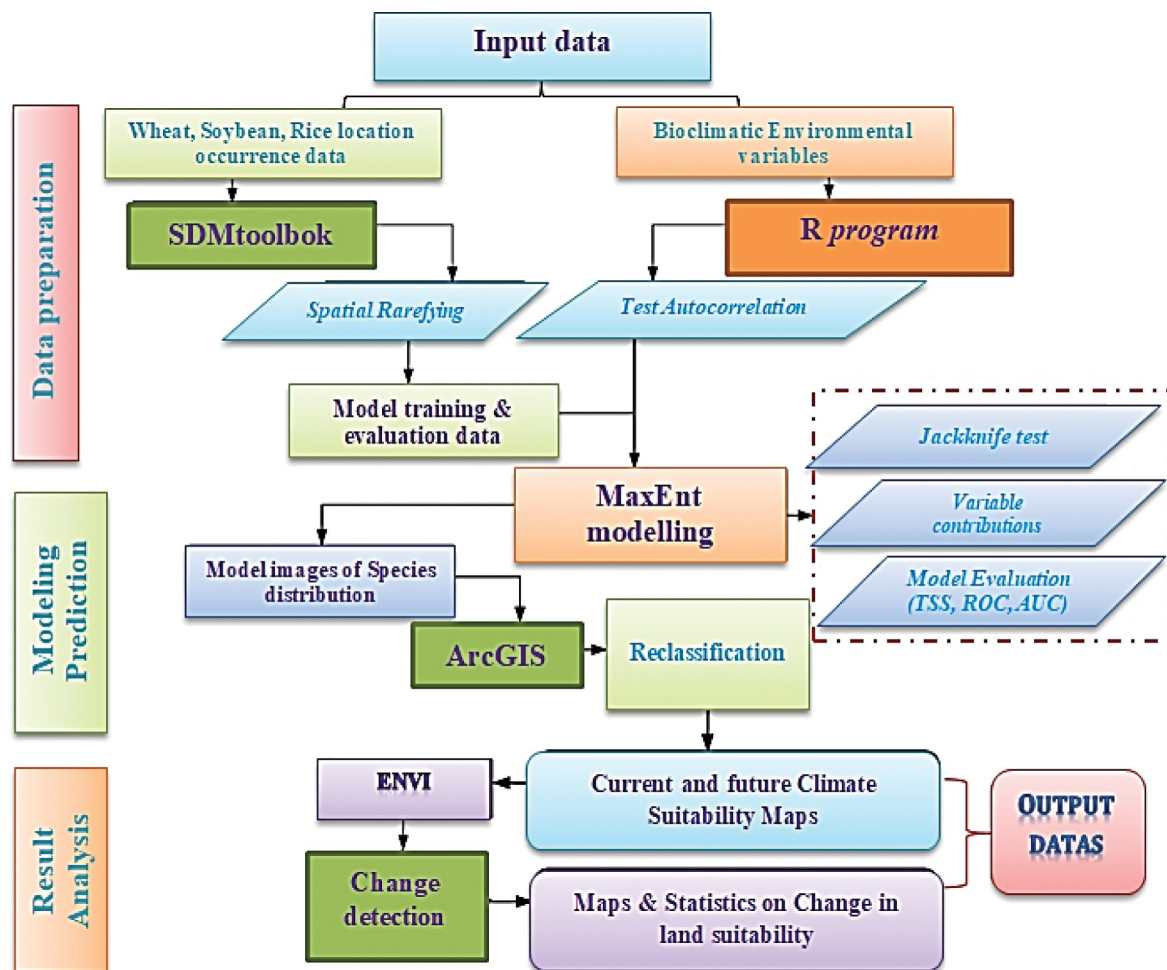 Input data
Data preparation
Wheat, Soybean, Rice location
occurrence data
Bioclimatic Environmental
variables
SDMtoolbok
R program
Spatial Rarefying
Test Autocorrelation
Model training &
evaluation data
Jackknife test
Variable
contributions
Model Evaluation
(TSS, ROC, AUC)
Modeling
Prediction
MaxEnt
modelling
Model images of Species
distribution
ArcGIS
Reclassification
Result
Analysis
ENVI
Current and future Climate
Suitability Maps
OUTPUT
DATAS
Change
detection
Maps & Statistics on Change in
land suitability